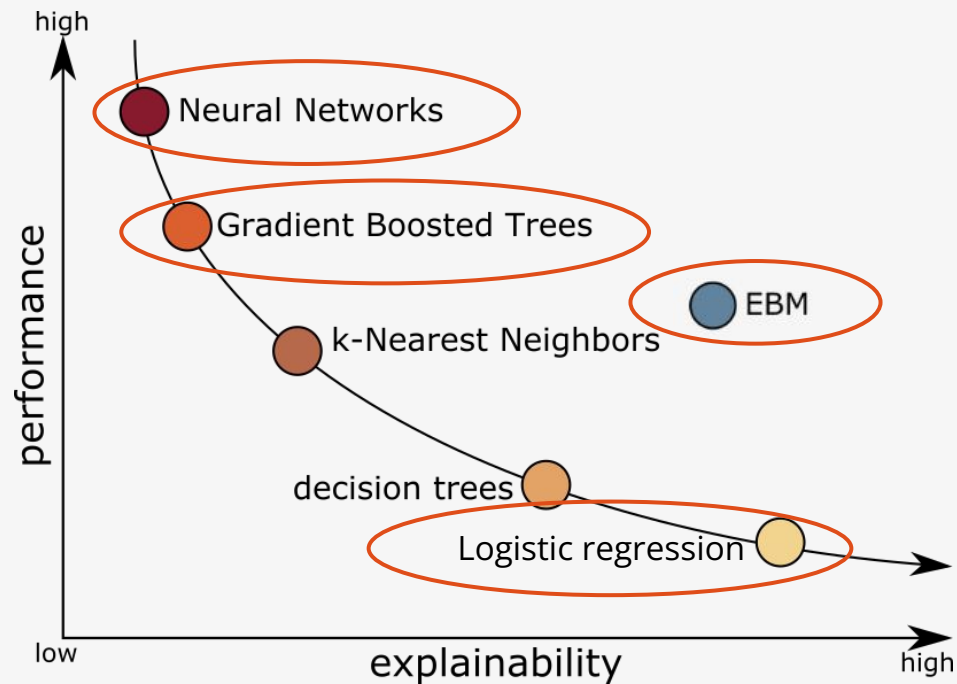 high
Neural Networks
Gradient Boosted Trees
EBM
k-Nearest Neighbors
performance
decision trees
Logistic regression
low
explainability
high